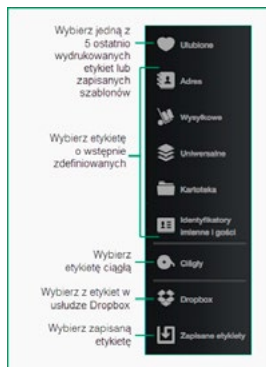 Wybierz jedną z
5 ostatnio
wydrukowanych
etykiet lub
zapisanych
szablonów
Ulubione
Adres
Wysyłkowe
Wybierz etykietę
o wstępnie
zdefiniowanych
Uniwersalne
Kartoteka
Identyfikatory
imienne i gości
Wybierz
etykietę ciągłą
Ciągły
Wybierz z etykiet w
usłudze Dropbox
Dropbox
Wybierz zapisaną
etykietę
Zapisane etykiety